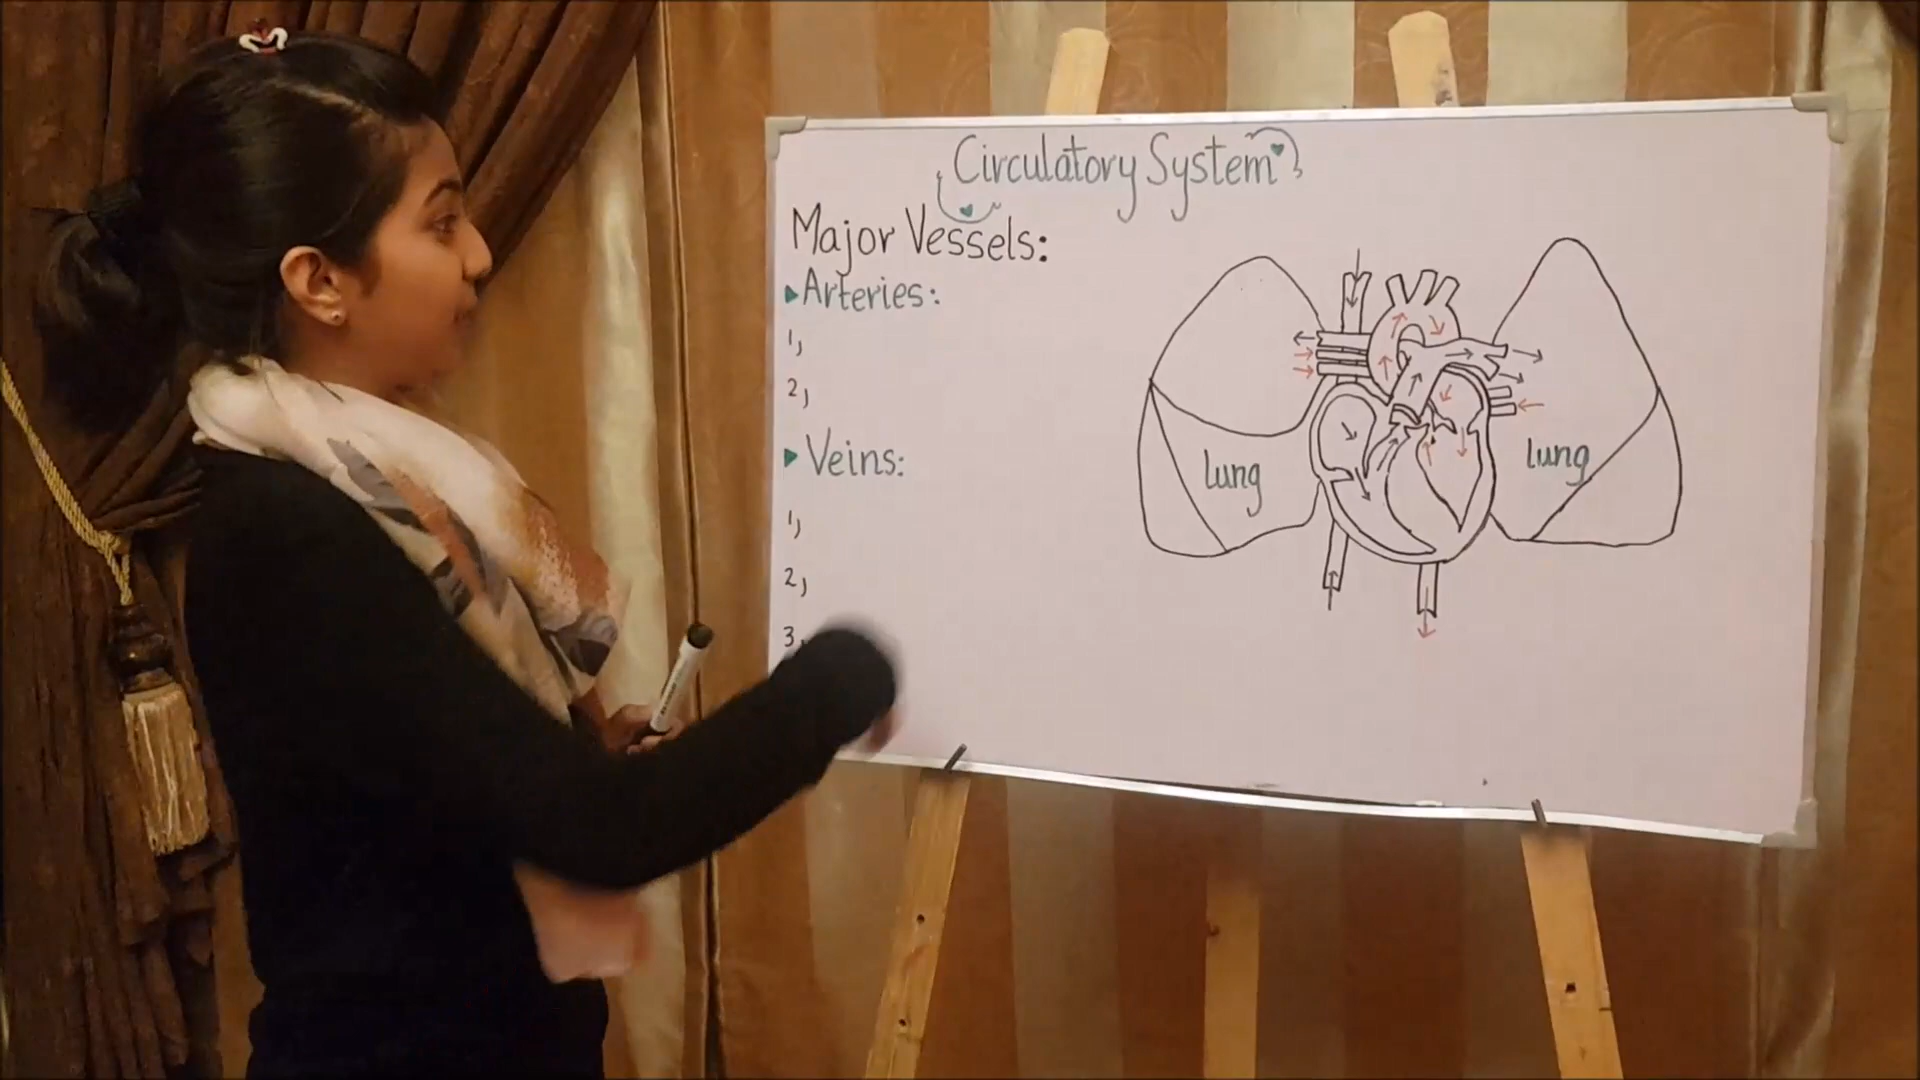 Circulatory System
Major Vessels:
Arteries:
1,
2,
Veins:
1,
2,
3,
lung
lung